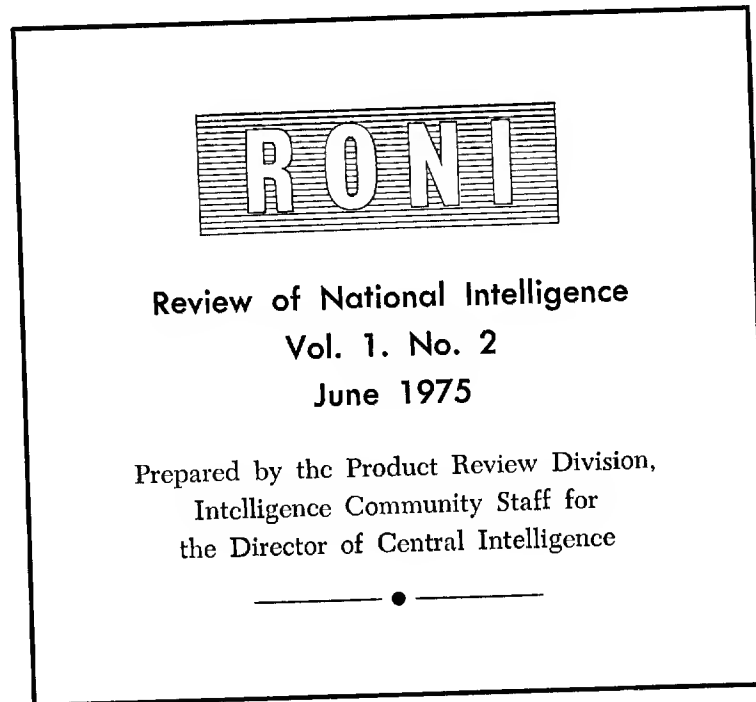 RONI
Review of National Intelligence
Vol. 1. No. 2
June 1975
Prepared by the Product Review Division,
Intelligence Community Staff for
the Director of Central Intelligence